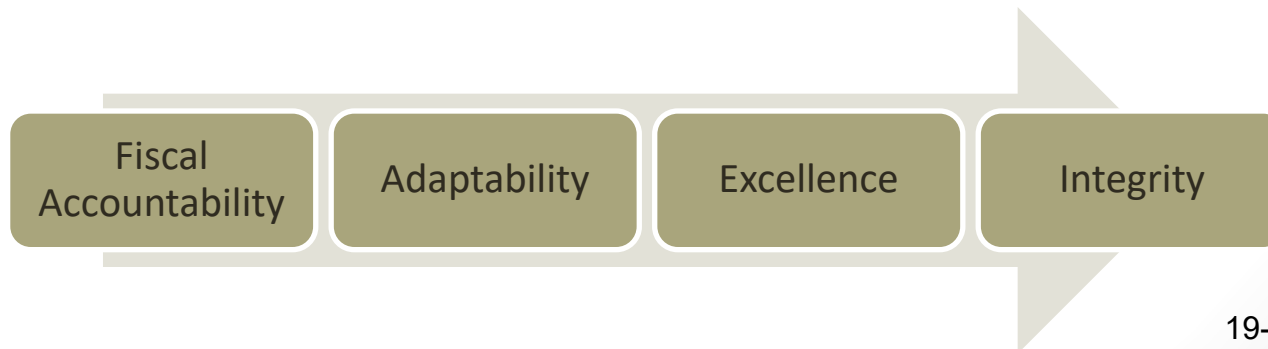 Fiscal
Accountability
Adaptability
Excellence
Integrity
19-